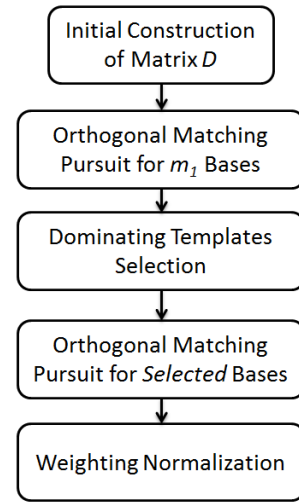 Initial Construction
of Matrix D
Orthogonal Matching
Pursuit for m₁ Bases
Dominating Templates
Selection
Orthogonal Matching
Pursuit for Selected Bases
Weighting Normalization